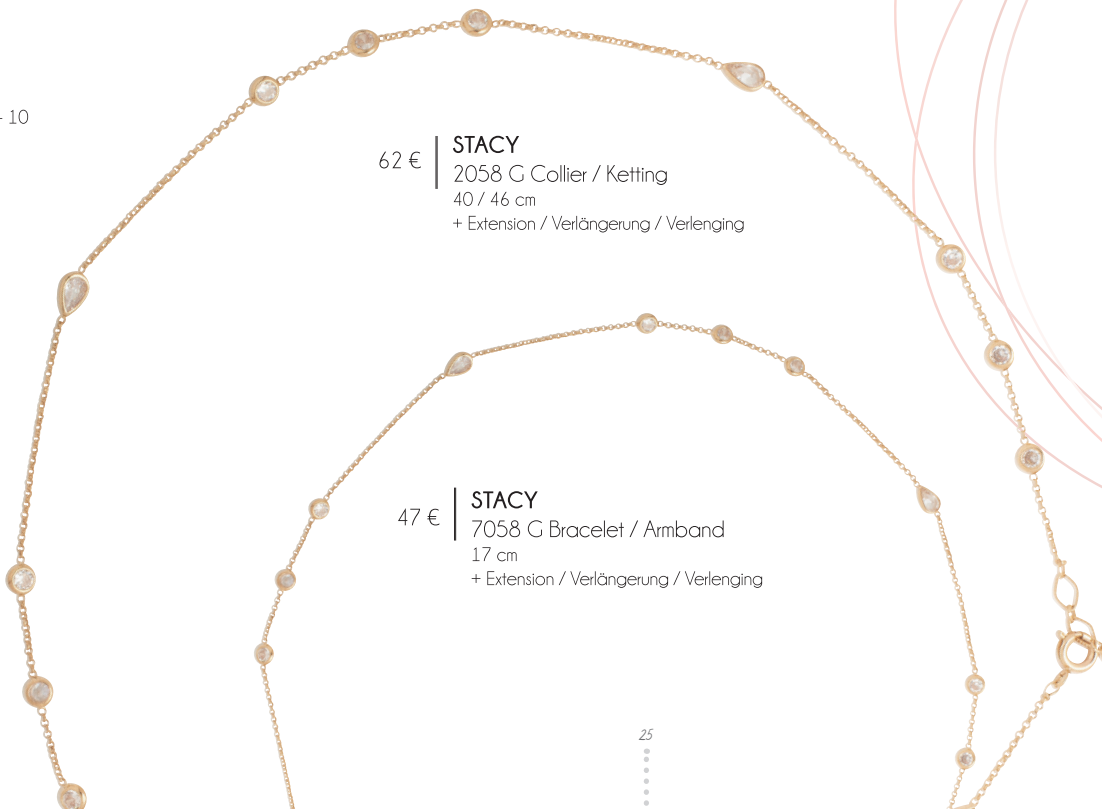 - 10
62 €
STACY
2058 G Collier / Ketting
40 / 46 cm
+ Extension / Verlängerung / Verlenging
47 €
STACY
7058 G Bracelet / Armband
17 cm
+ Extension / Verlängerung / Verlenging
25